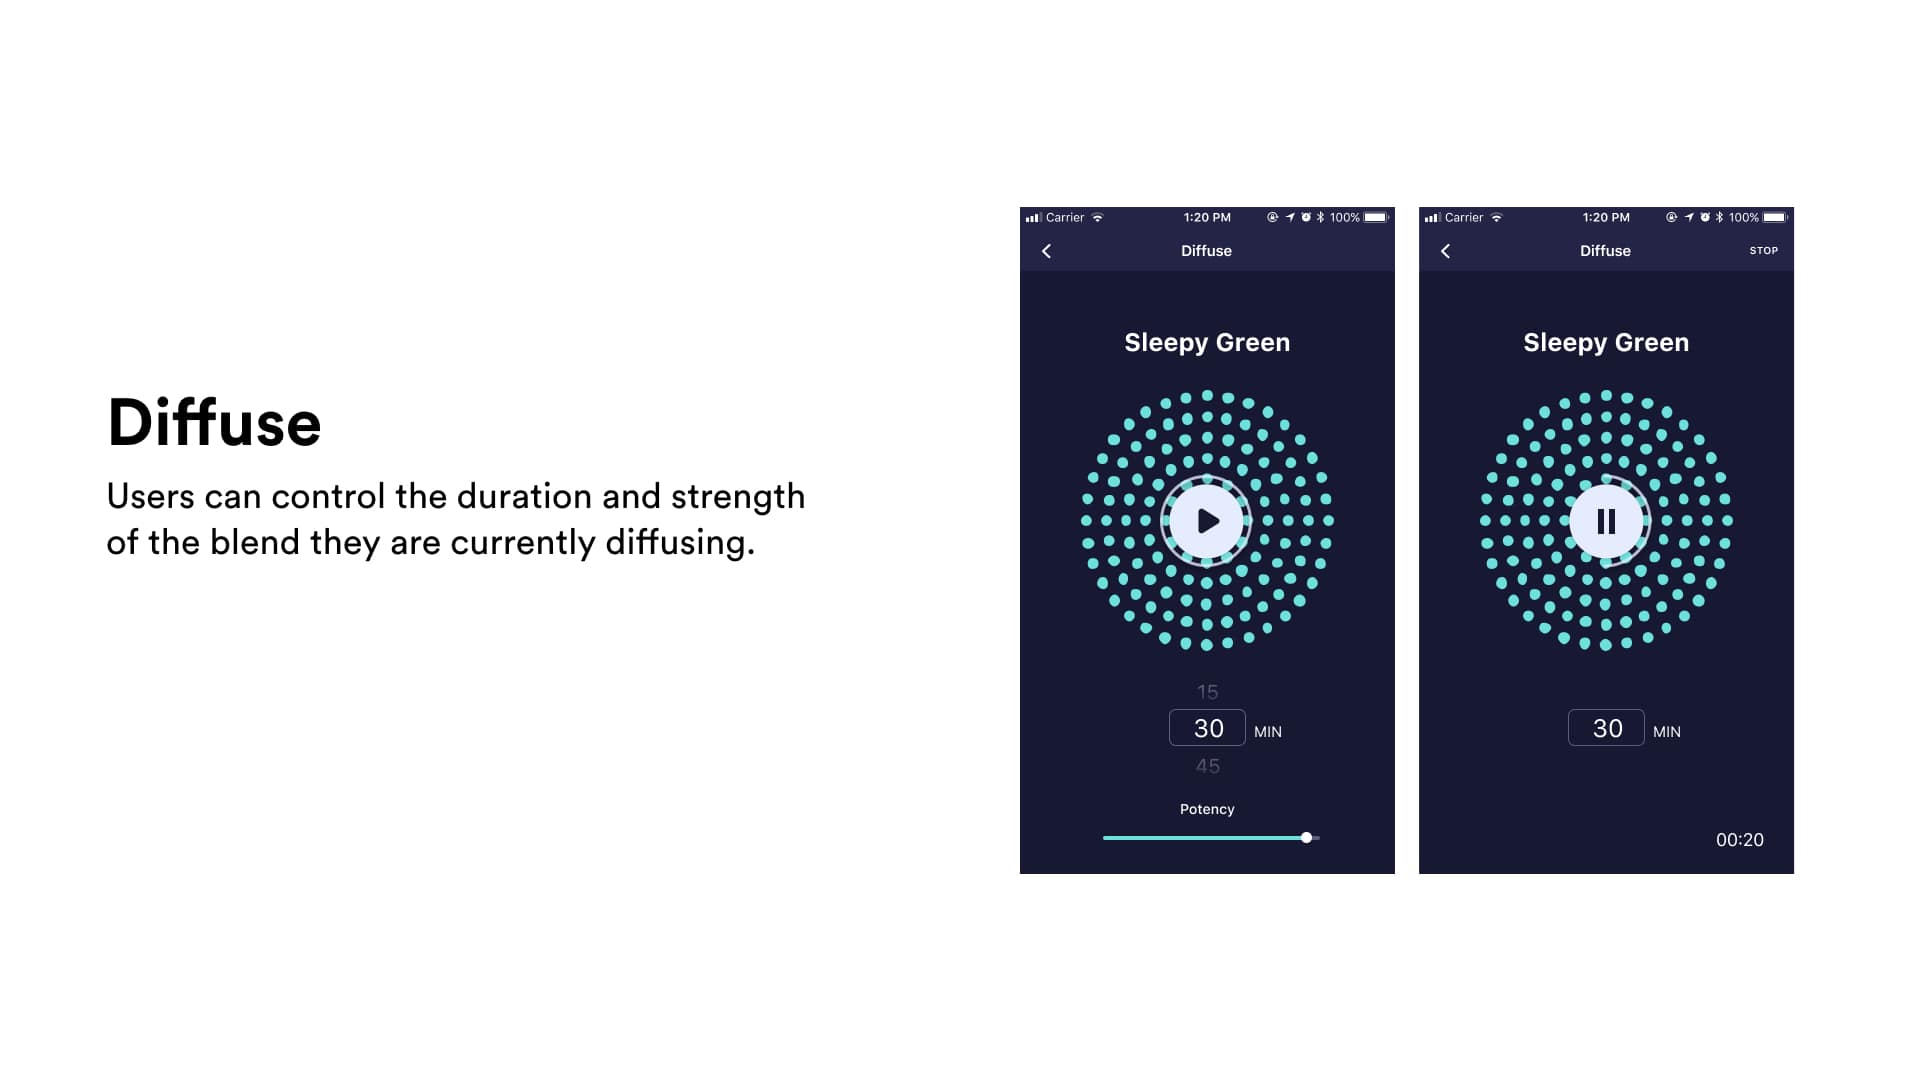 Diffuse
Users can control the duration and strength
of the blend they are currently diffusing.
Carrier 1:20 PM 100%
Diffuse
Sleepy Green
15
30 MIN
45
Potency
Carrier 1:20 PM 100%
Diffuse STOP
Sleepy Green
30 MIN
00:20